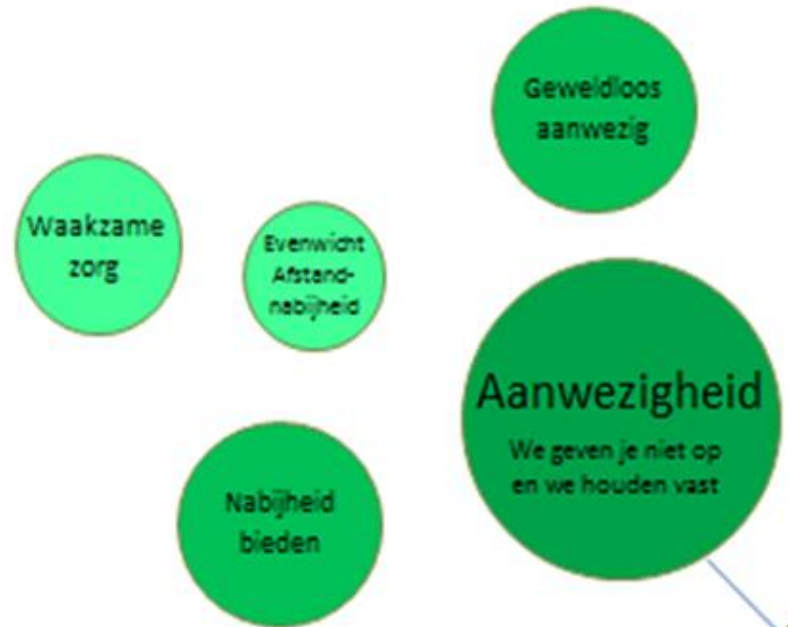 Geweldloos
aanwezig
Waakzame
zorg
Evenwicht
Afstand-
nabijheid
Aanwezigheid
We geven je niet op
en we houden vast
Nabijheid
bieden